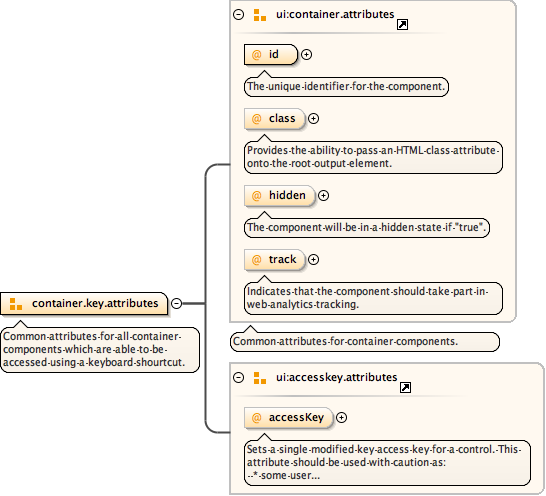 ui:container.attributes
@ id
The-unique-identifier-for-the-component.
@ class
Provides-the-ability-to-pass-an-HTML-class-attribute-
onto-the-root-output-element.
@ hidden
The-component-will-be-in-a-hidden-state-if-"true".
@ track
Indicates-that-the-component-should-take-part-in-
web-analytics-tracking.
container.key.attributes
Common-attributes-for-all-container-
components-which-are-able-to-be-
accessed-using-a-keyboard-shourtcut.
Common-attributes-for-container-components.
ui:accesskey.attributes
@ accessKey
Sets-a-single-modified-key-access-key-for-a-control.-This-
attribute-should-be-used-with-caution-as:
--*-some-user...